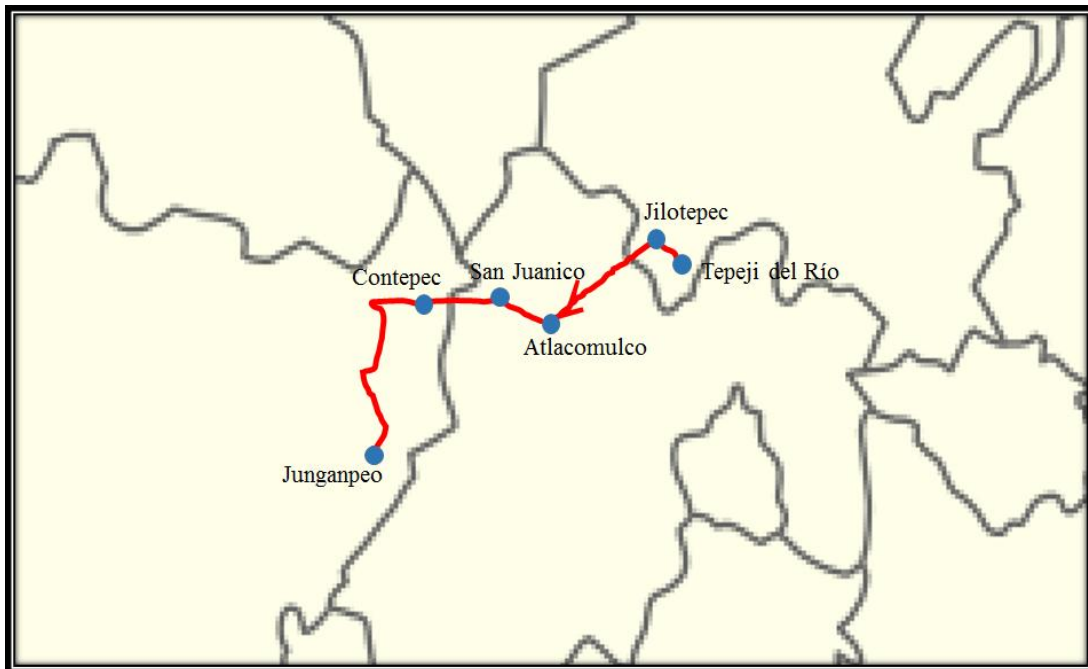 Jilotepec
Contepec
San Juanico
Tepeji del Río
Atlacomulco
Junganpeo